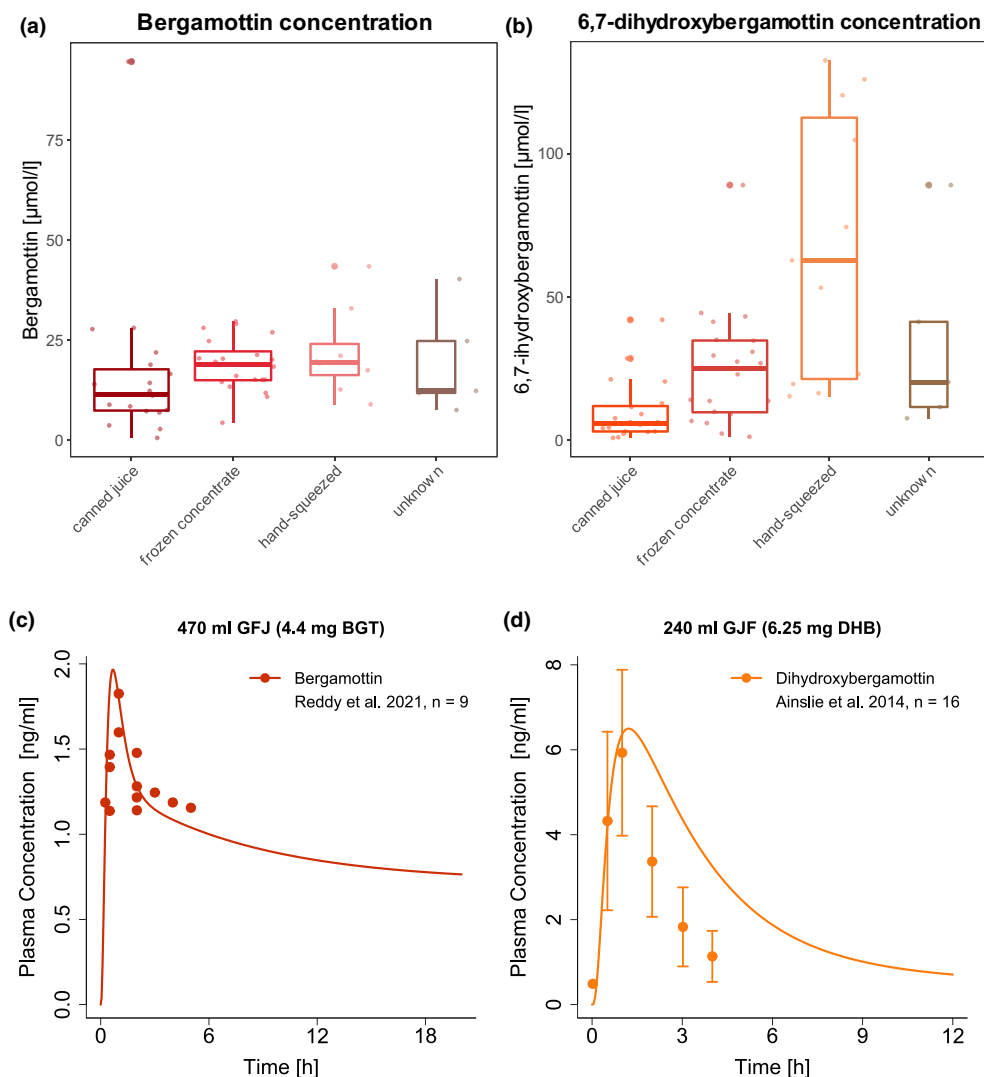 (a)
Bergamottin concentration
Bergamottin [µmol/l]
75
50
25
0
canned juice
frozen concentrate
hand-squeezed
unknow n
(b)
6,7-dihydroxybergamottin concentration
6,7-ihydroxybergamottin [µmol/l]
100
50
0
canned juice
frozen concentrate
hand-squeezed
unknow n
(c)
470 ml GFJ (4.4 mg BGT)
Bergamottin
Reddy et al. 2021, n = 9
Plasma Concentration [ng/ml]
2.0
1.5
1.0
0.5
0.0
0 6 12 18
Time [h]
(d)
240 ml GJF (6.25 mg DHB)
Dihydroxybergamottin
Ainslie et al. 2014, n = 16
Plasma Concentration [ng/ml]
8
6
4
2
0
0 3 6 9 12
Time [h]